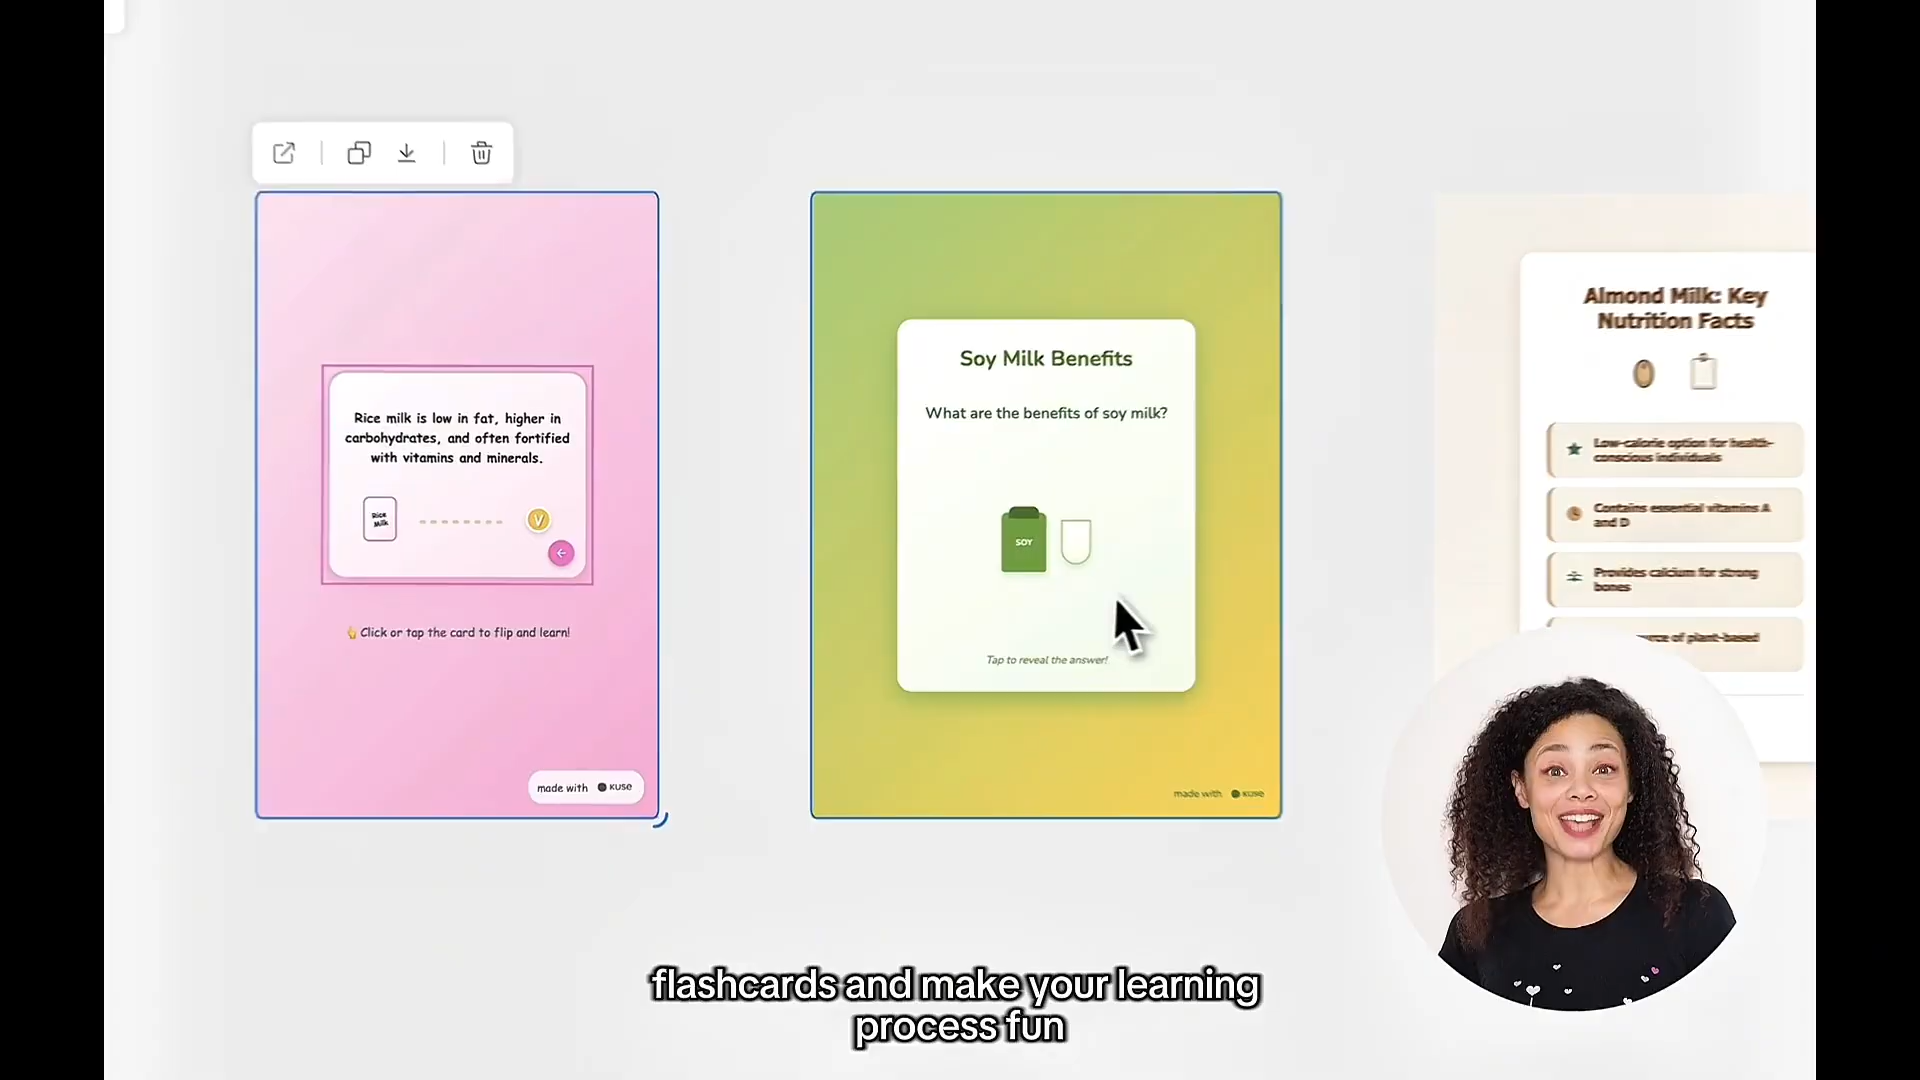 Rice milk is low in fat, higher in
carbohydrates, and often fortified
with vitamins and minerals.
Rice
Milk
V
Click or tap the card to flip and learn!
made with KUSE
Soy Milk Benefits
What are the benefits of soy milk?
SOY
Tap to reveal the answer!
made with KUSE
Almond Milk: Key
Nutrition Facts
Low-calorie option for health-
conscious individuals
Contains essential vitamins A
and D
Provides calcium for strong
bones
of plant-based
flashcards and make your learning
process fun